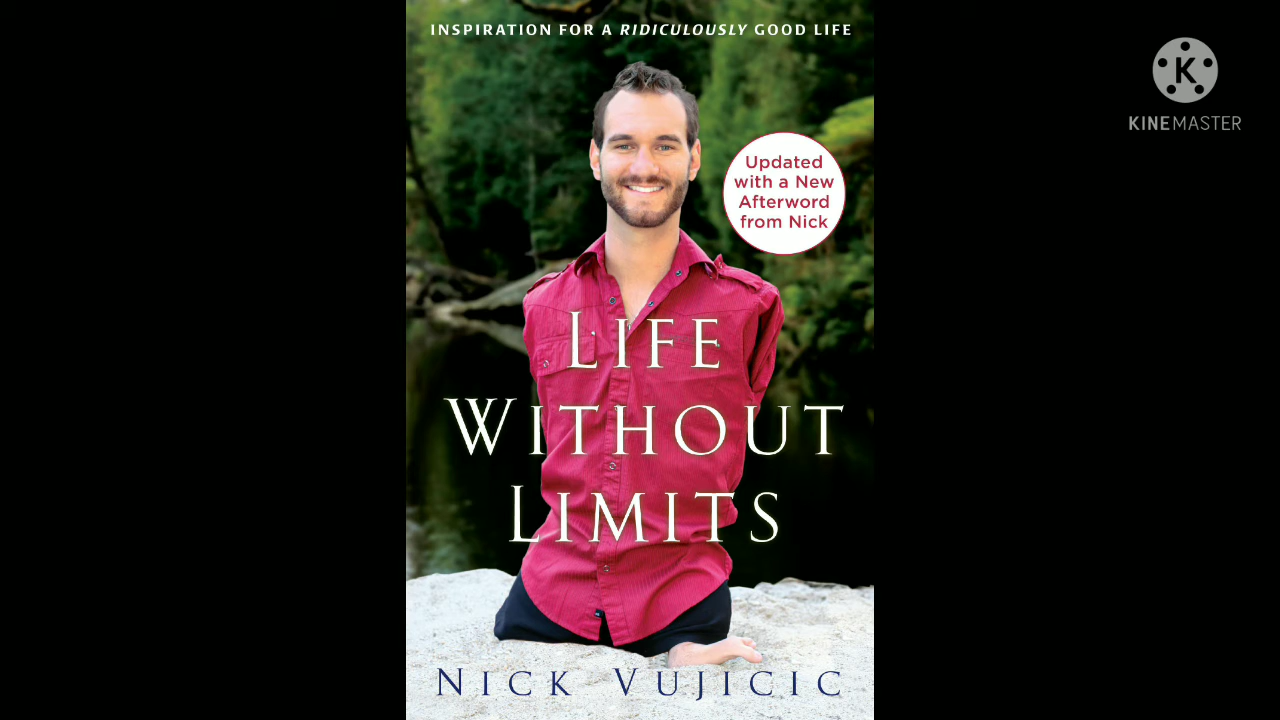 INSPIRATION FOR A RIDICULOUSLY GOOD LIFE
K
KINEMASTER
Updated
with a New
Afterword
from Nick
LIFE
WITHOUT
LIMITS
NICK VUJICIC